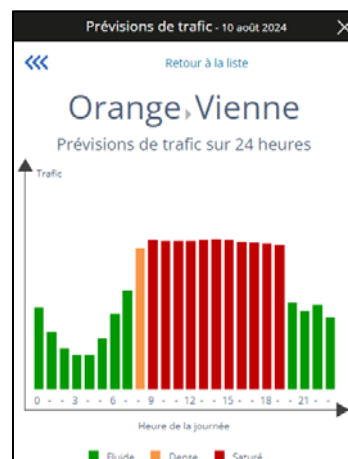 Prévisions de trafic - 10 août 2024 ×
<<< Retour à la liste
Orange › Vienne
Prévisions de trafic sur 24 heures
Trafic
0 - - 3 - - 6 - - 9 - - 12 - - 15 - - 18 - - 21 - -
Heure de la journée
Fluide Dense Saturé